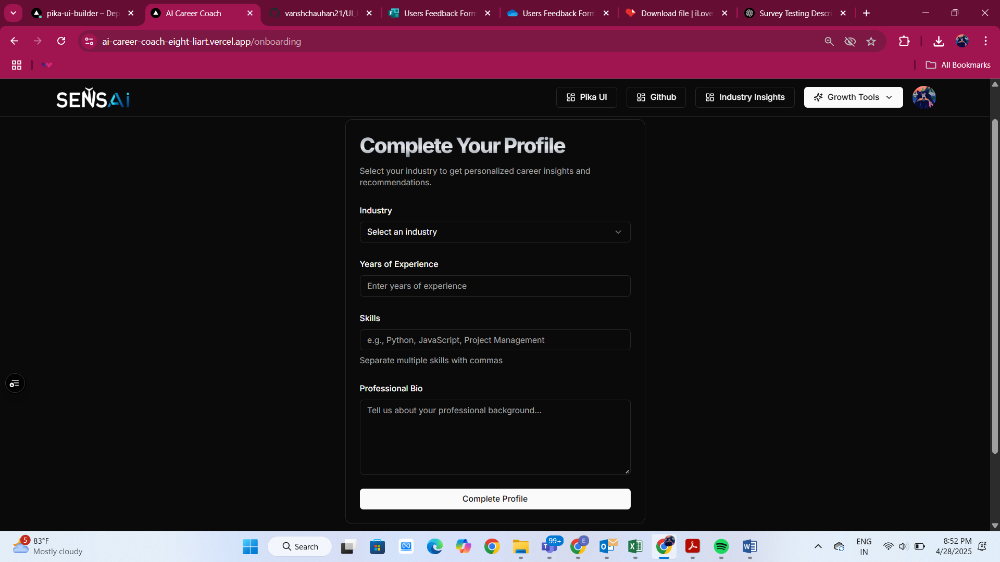 pika-ui-builder – Dep
AI Career Coach
vanshchauhan21/UI_
Users Feedback Form
Users Feedback Form
Download file | iLove
Survey Testing Descri
ai-career-coach-eight-liart.vercel.app/onboarding
All Bookmarks
SENSAi
Pika UI
Github
Industry Insights
Growth Tools
Complete Your Profile
Select your industry to get personalized career insights and
recommendations.
Industry
Select an industry
Years of Experience
Enter years of experience
Skills
e.g., Python, JavaScript, Project Management
Separate multiple skills with commas
Professional Bio
Tell us about your professional background...
Complete Profile
5
83°F
Mostly cloudy
Search
99+
E
ENG
IN
8:52 PM
4/28/2025